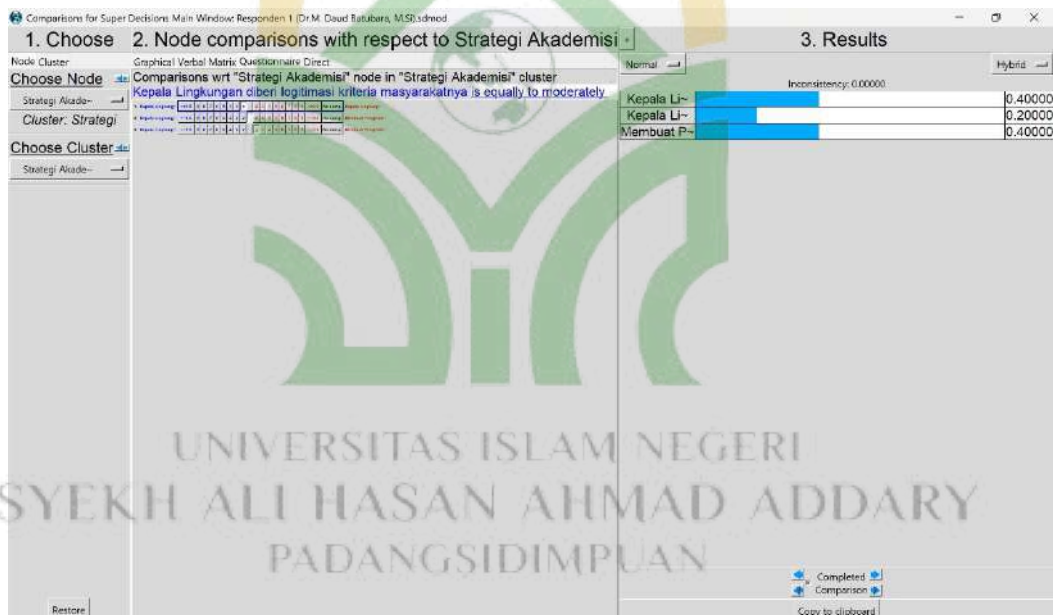 Comparisons for Super Decisions Main Window: Responden 1 (Dr.M. Daud Batubara, M.Si).sdmod
1. Choose
2. Node comparisons with respect to Strategi Akademisi
+
3. Results
Node Cluster
Choose Node
Strategi Akade~
Cluster: Strategi
Choose Cluster
Strategi Akade~
Restore
Graphical Verbal Matrix Questionnaire Direct
Comparisons wrt "Strategi Akademisi" node in "Strategi Akademisi" cluster
Kepala Lingkungan diberi logitimasi kriteria masyarakatnya is equally to moderately
Normal
Hybrid
Inconsistency: 0.00000
Kepala Li~ 0.40000
Kepala Li~ 0.20000
Membuat P~ 0.40000
UNIVERSITAS ISLAM NEGERI
SYEKH ALI HASAN AHMAD ADDARY
PADANGSIDIMPUAN
Completed
Comparison
Copy to clipboard